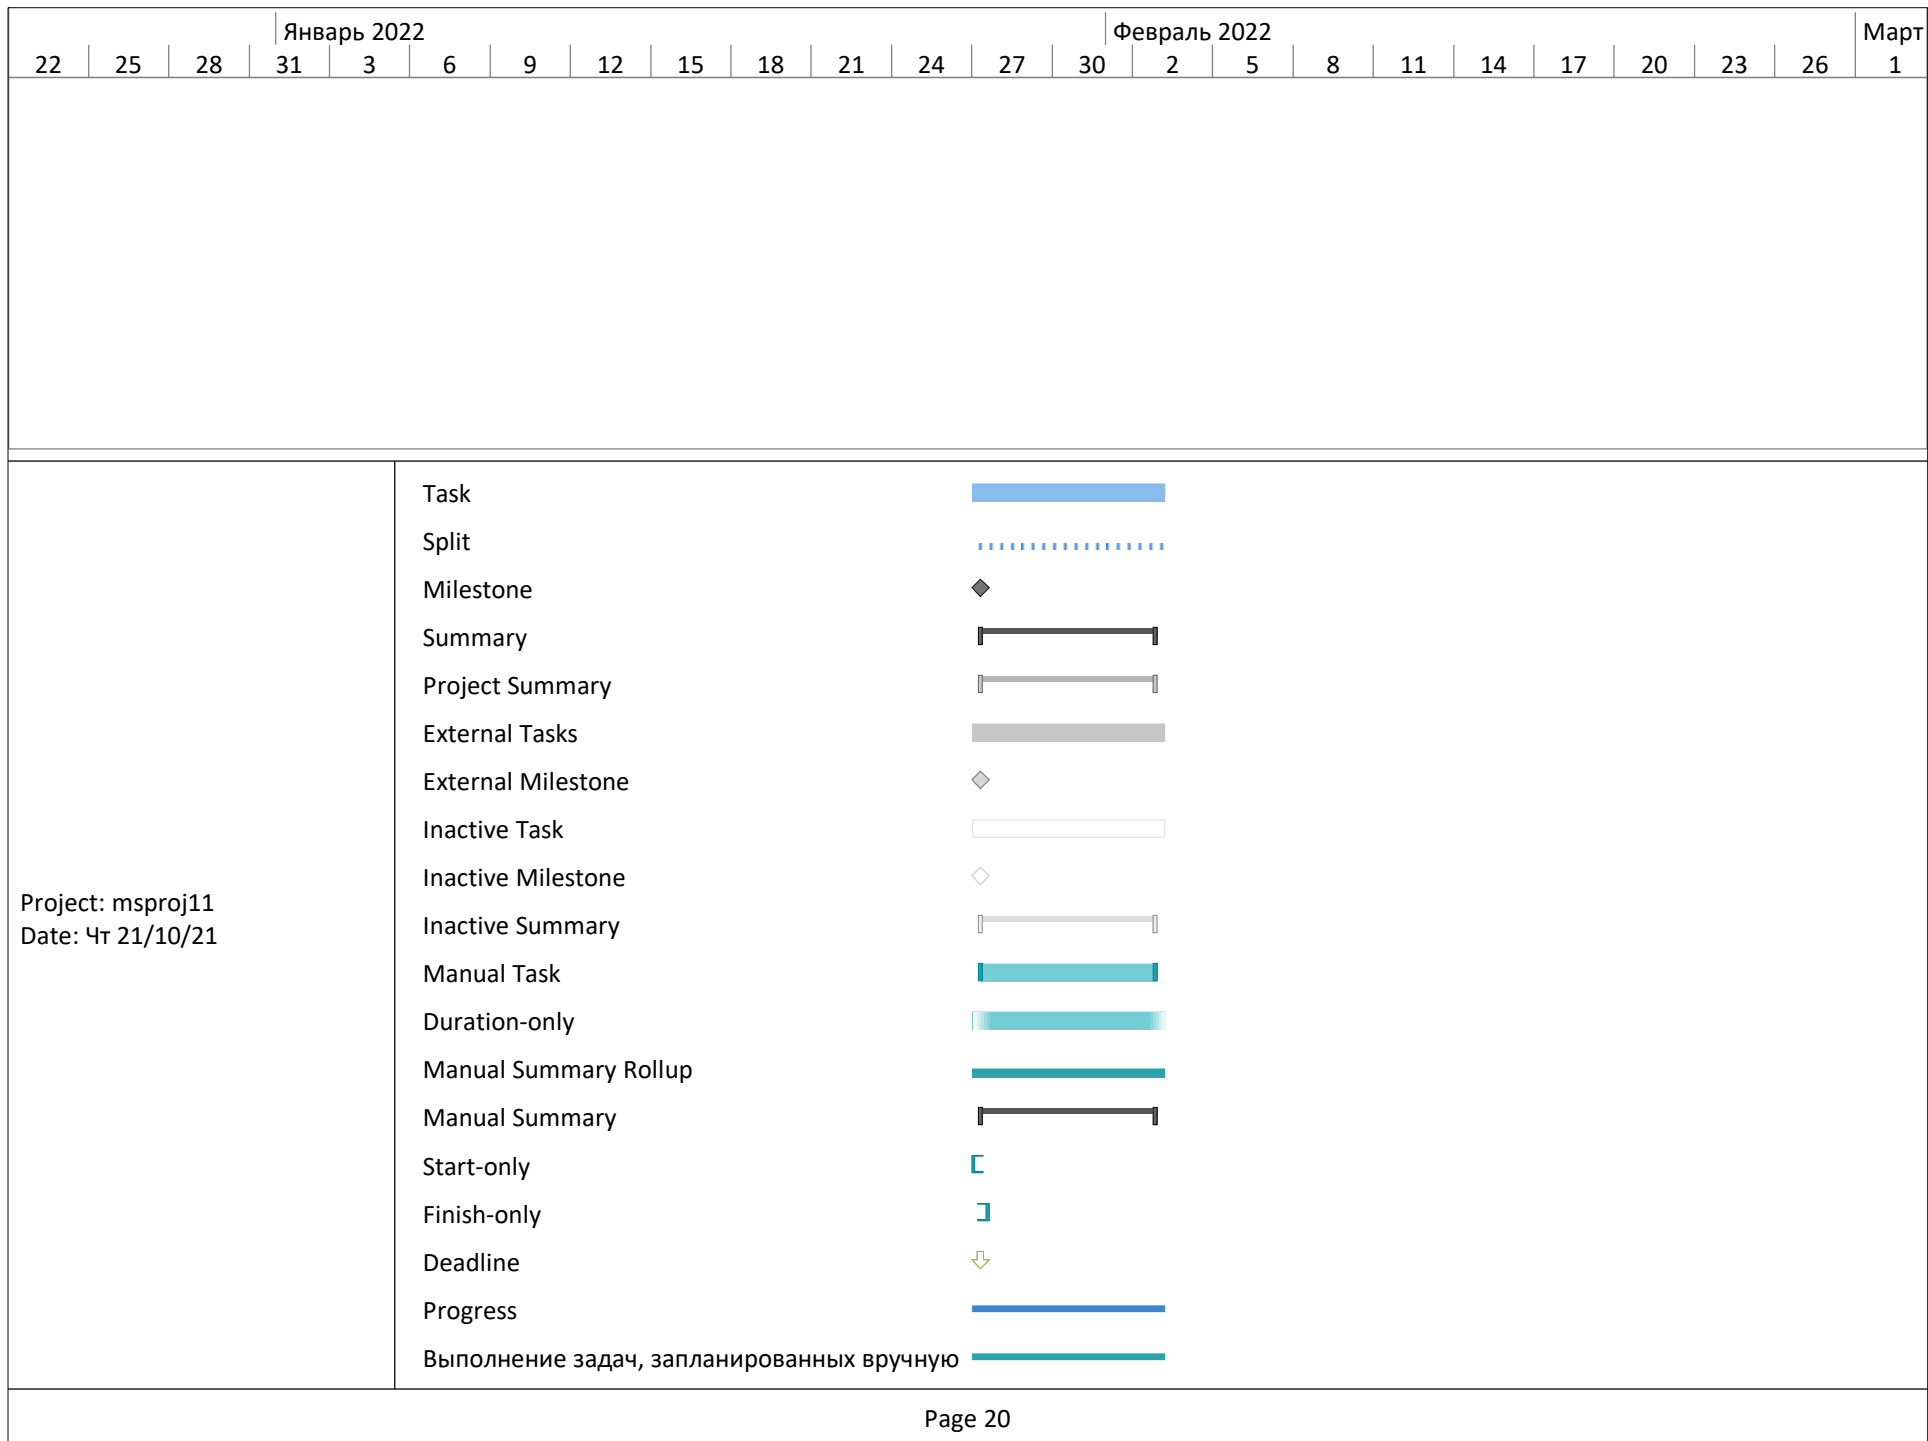 Январь 2022 Февраль 2022 Март
22 25 28 31 3 6 9 12 15 18 21 24 27 30 2 5 8 11 14 17 20 23 26 1
Project: msproj11
Date: Чт 21/10/21
Task
Split
Milestone
Summary
Project Summary
External Tasks
External Milestone
Inactive Task
Inactive Milestone
Inactive Summary
Manual Task
Duration-only
Manual Summary Rollup
Manual Summary
Start-only
Finish-only
Deadline
Progress
Выполнение задач, запланированных вручную
Page 20